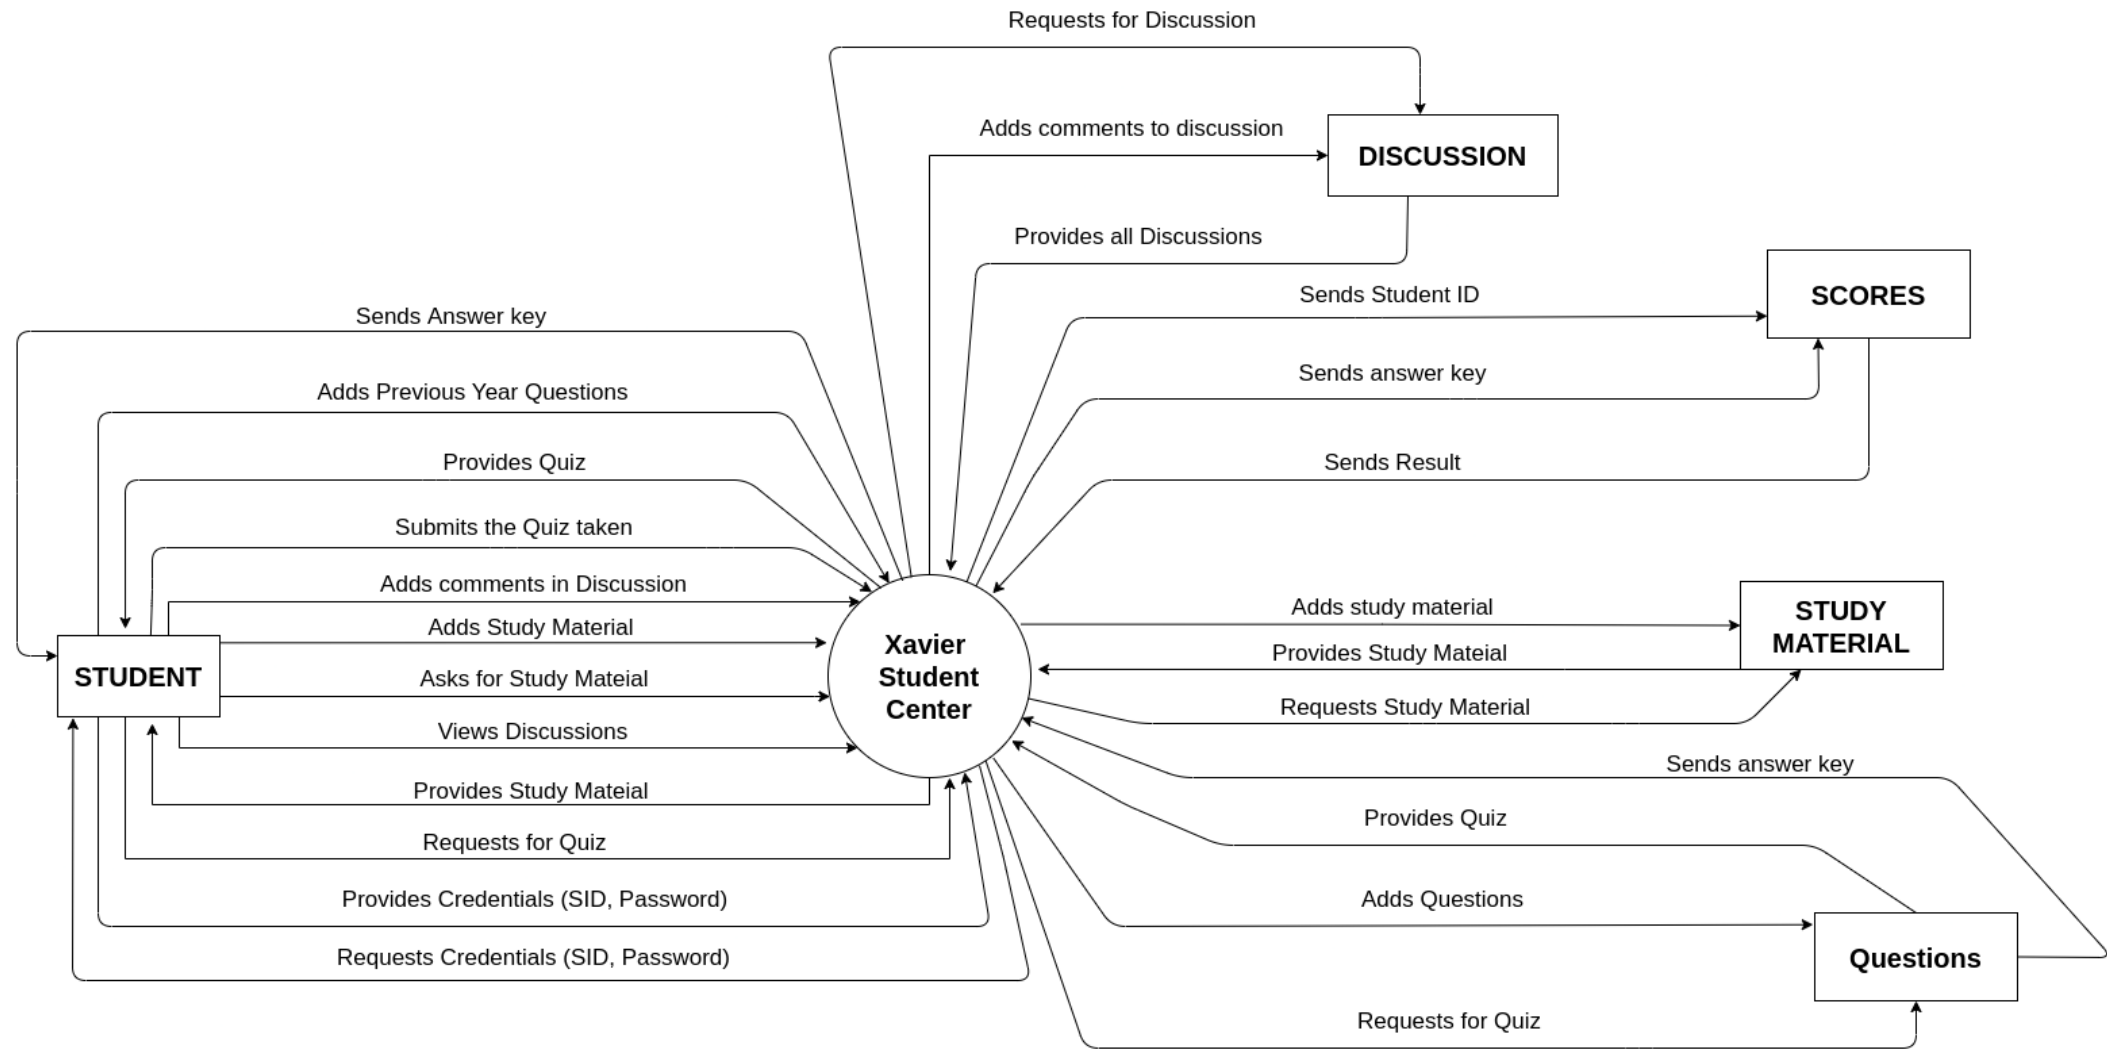 Requests for Discussion
Adds comments to discussion
DISCUSSION
Provides all Discussions
SCORES
Sends Student ID
Sends Answer key
Sends answer key
Adds Previous Year Questions
Provides Quiz
Sends Result
Submits the Quiz taken
Adds comments in Discussion
Adds Study Material
Adds study material
STUDY
MATERIAL
Xavier
Student
Center
Provides Study Mateial
STUDENT
Asks for Study Mateial
Requests Study Material
Views Discussions
Sends answer key
Provides Study Mateial
Provides Quiz
Requests for Quiz
Provides Credentials (SID, Password)
Adds Questions
Requests Credentials (SID, Password)
Questions
Requests for Quiz